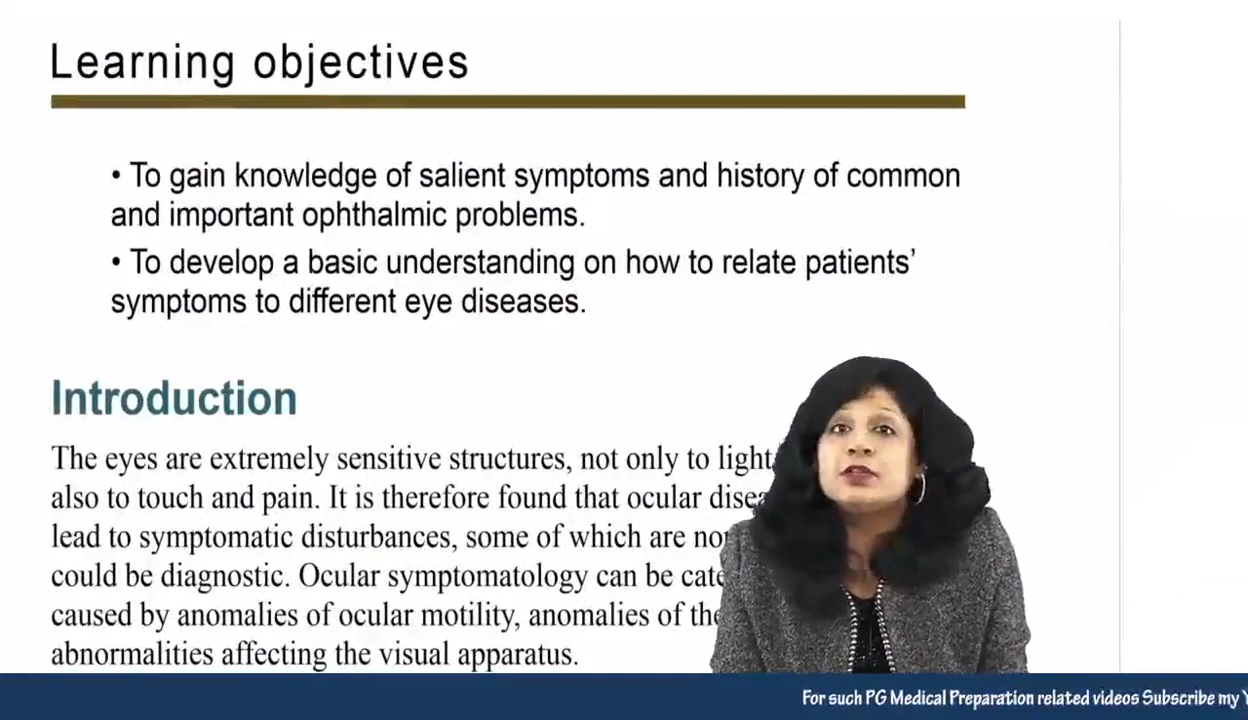 Learning objectives
• To gain knowledge of salient symptoms and history of common
and important ophthalmic problems.
• To develop a basic understanding on how to relate patients’
symptoms to different eye diseases.
Introduction
The eyes are extremely sensitive structures, not only to light
also to touch and pain. It is therefore found that ocular
lead to symptomatic disturbances, some of which are
could be diagnostic. Ocular symptomatology can be
caused by anomalies of ocular motility, anomalies of
abnormalities affecting the visual apparatus.
For such PG Medical Preparation related videos Subscribe my